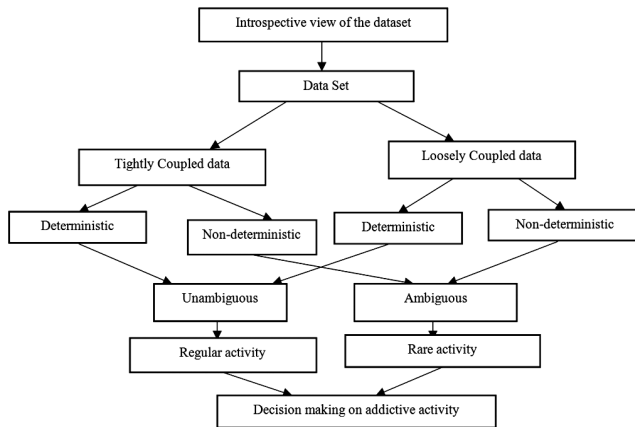 Introspective view of the dataset
Data Set
Tightly Coupled data
Loosely Coupled data
Deterministic
Non-deterministic
Deterministic
Non-deterministic
Unambiguous
Ambiguous
Regular activity
Rare activity
Decision making on addictive activity